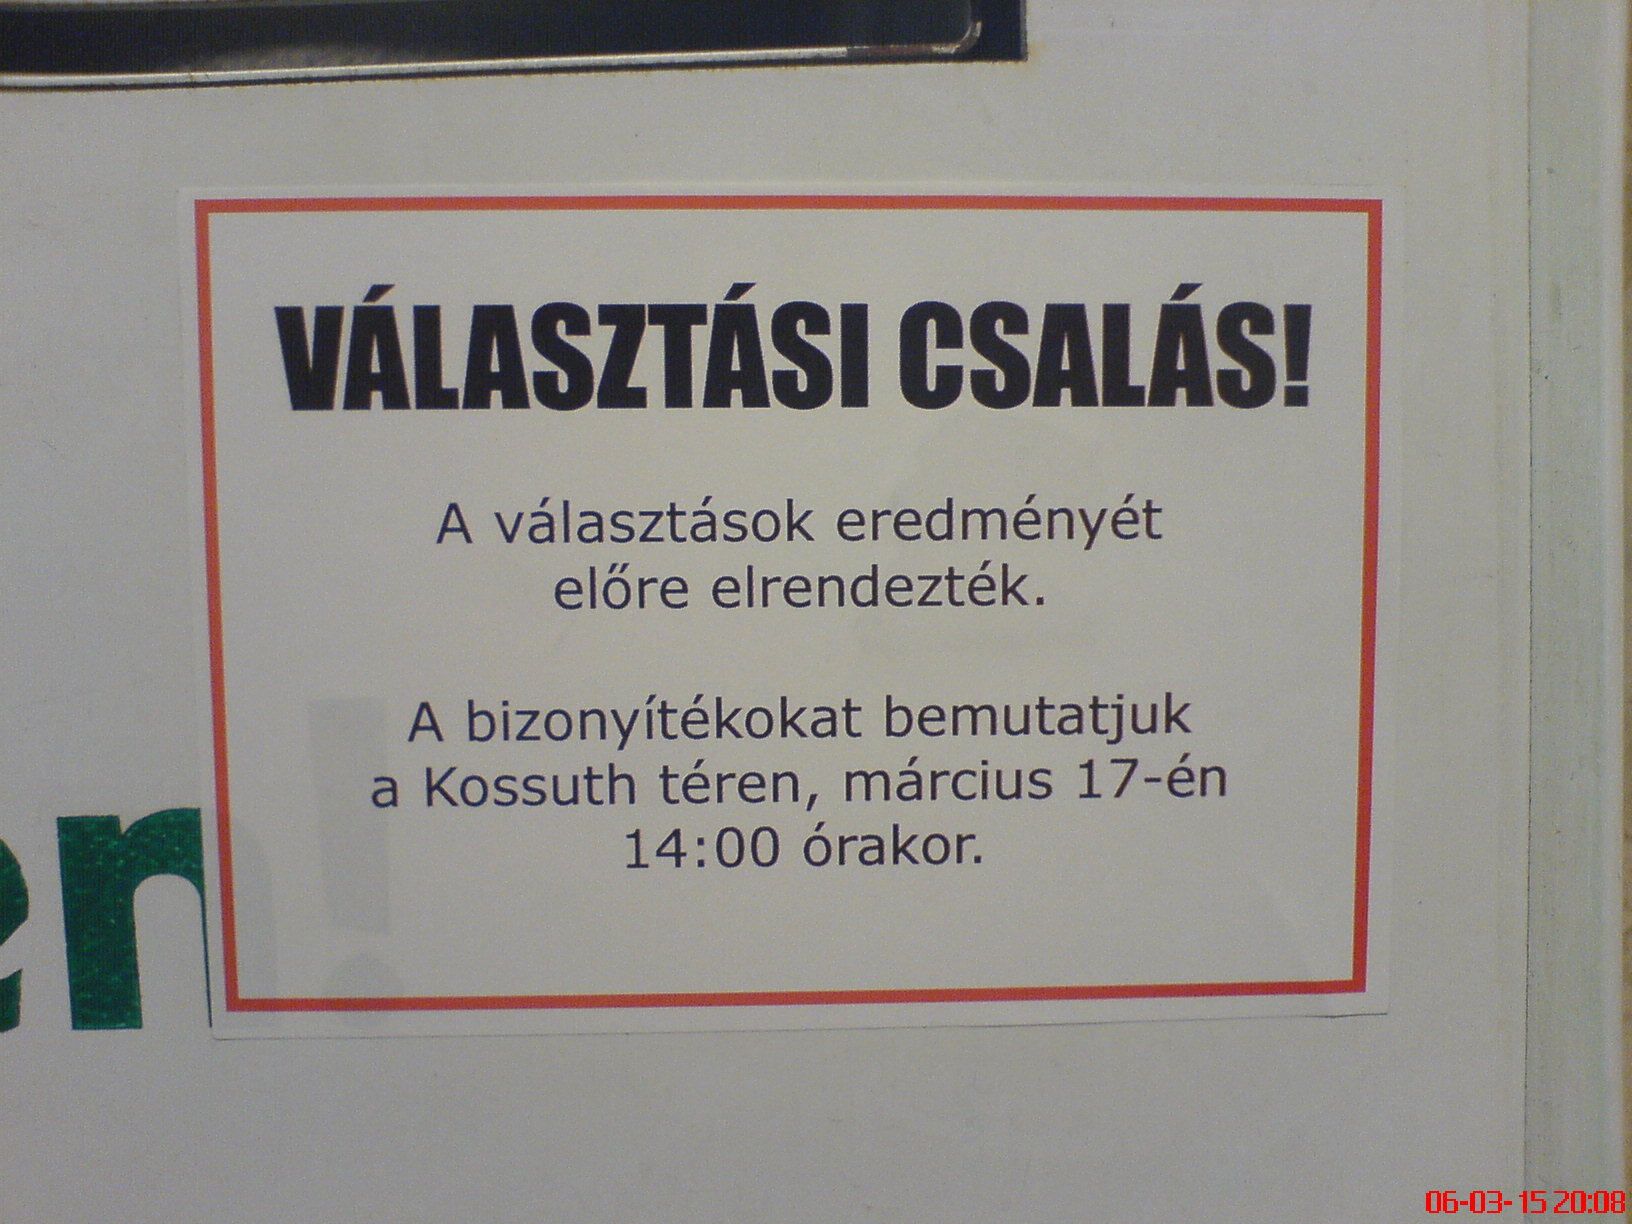 VÁLASZTÁSI CSALÁS!
A választások eredményét
előre elrendezték.
A bizonyítékokat bemutatjuk
a Kossuth téren, március 17-én
14:00 órakor.
en!
06-03-15 20:08